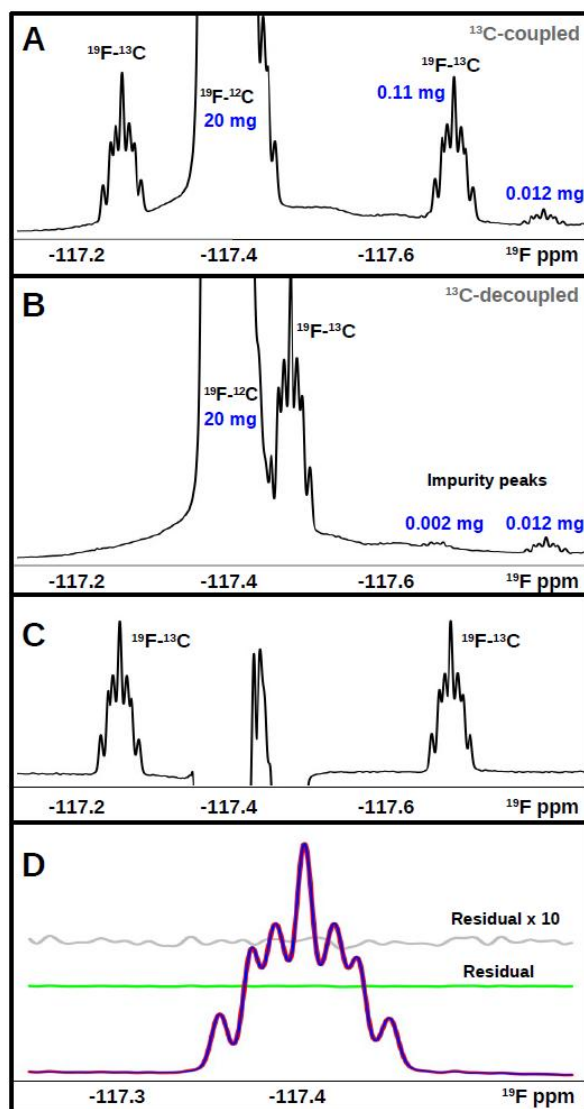 A
¹³C-coupled
¹⁹F-¹³C
¹⁹F-¹³C
¹⁹F-¹²C
0.11 mg
20 mg
0.012 mg
-117.2 -117.4 -117.6 ¹⁹F ppm
B
¹³C-decoupled
¹⁹F-¹³C
¹⁹F-¹²C
20 mg
Impurity peaks
0.002 mg 0.012 mg
-117.2 -117.4 -117.6 ¹⁹F ppm
C
¹⁹F-¹³C ¹⁹F-¹³C
-117.2 -117.4 -117.6 ¹⁹F ppm
D
Residual x 10
Residual
-117.3 -117.4 ¹⁹F ppm